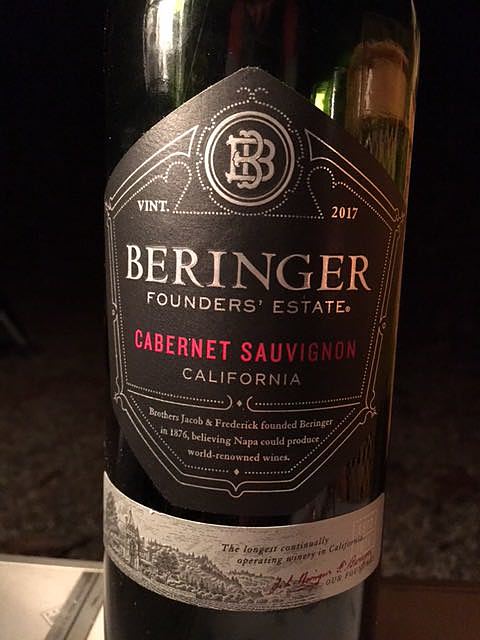 BB
VINT. 2017
BERINGER
FOUNDERS' ESTATE®
CABERNET SAUVIGNON
CALIFORNIA
Brothers Jacob & Frederick founded Beringer
in 1876, believing Napa could produce
world-renowned wines.
The longest continually
operating winery in California.
OUR